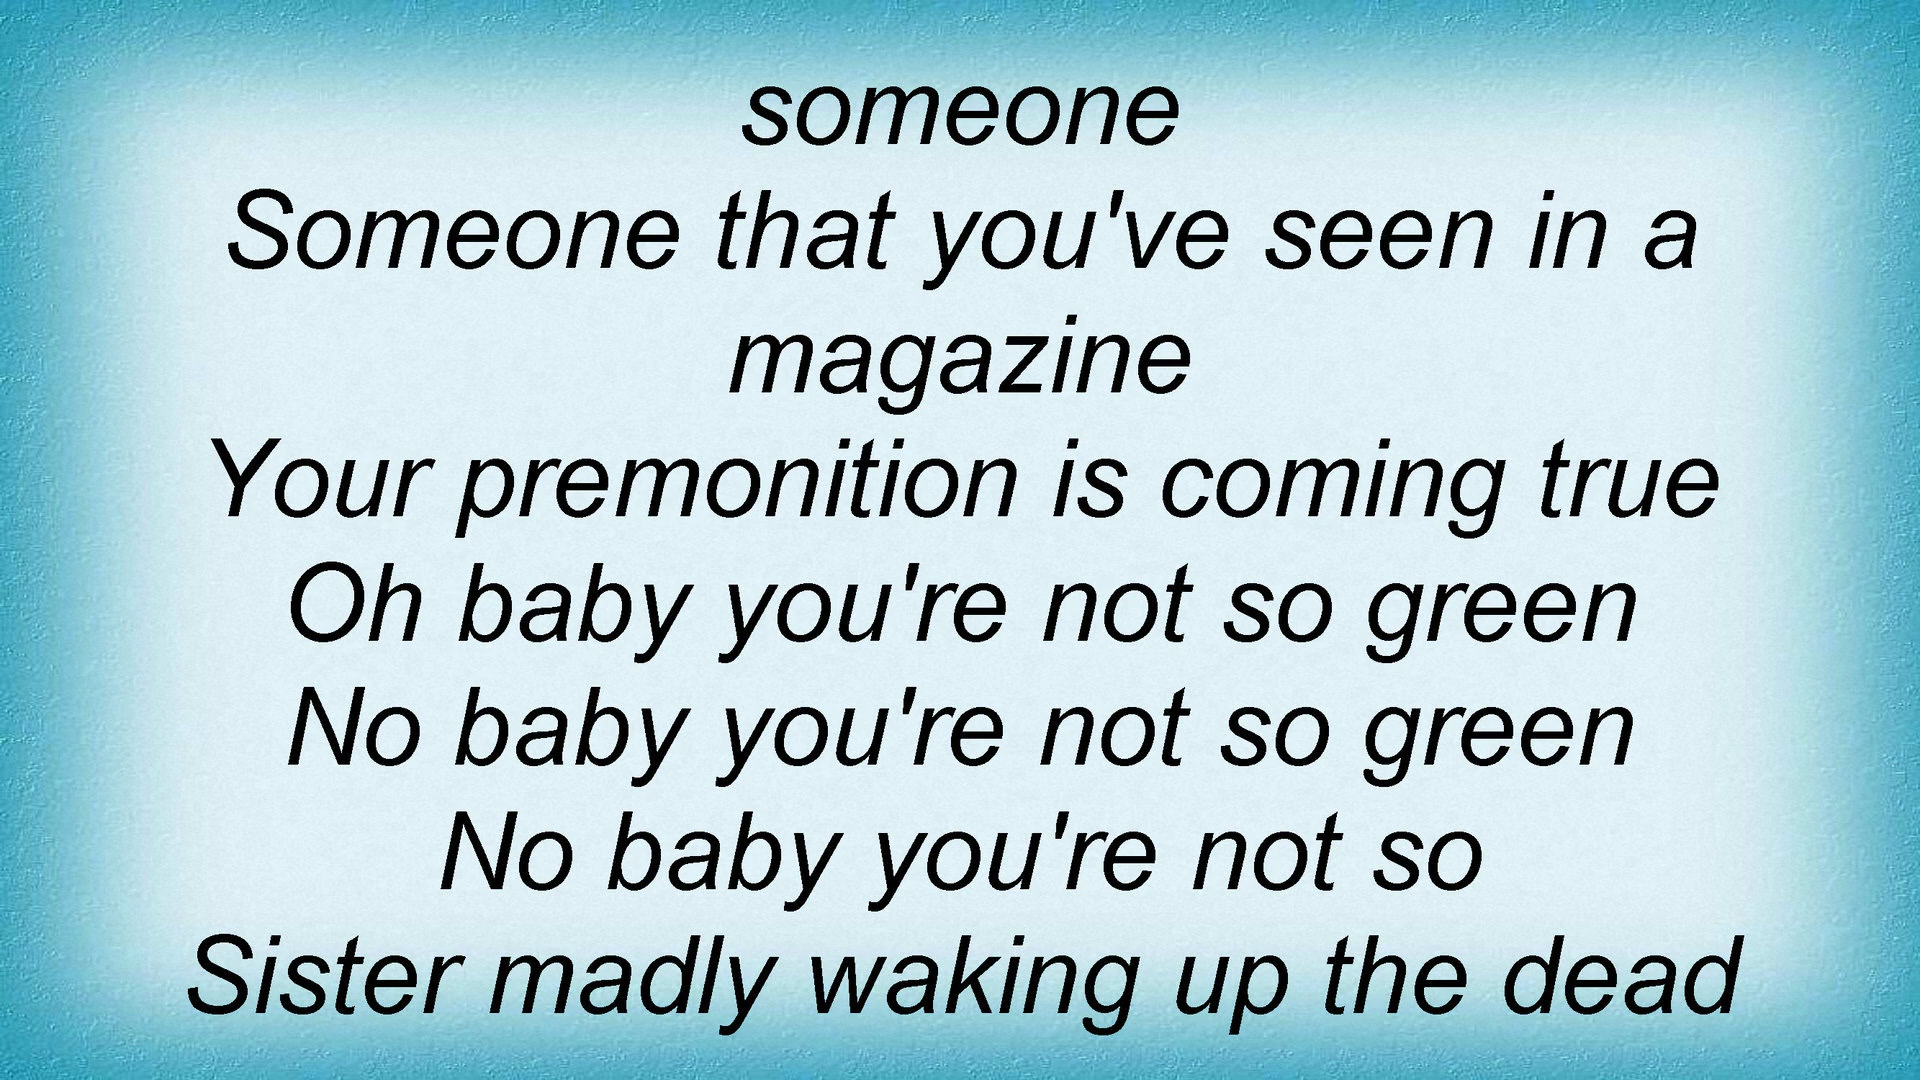 someone
Someone that you've seen in a
magazine
Your premonition is coming true
Oh baby you're not so green
No baby you're not so green
No baby you're not so
Sister madly waking up the dead